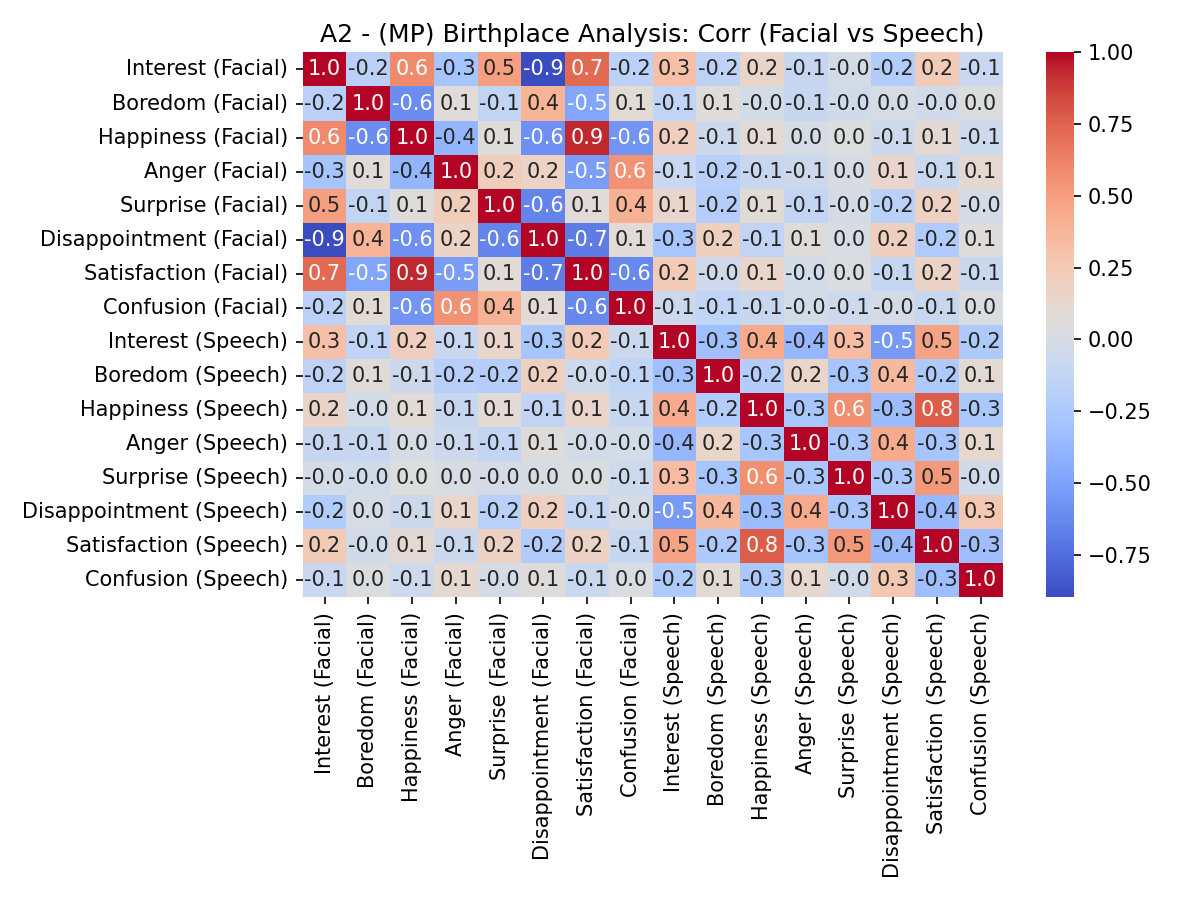 A2 - (MP) Birthplace Analysis: Corr (Facial vs Speech)
Interest (Facial) 1.0 -0.2 0.6 -0.3 0.5 -0.9 0.7 -0.2 0.3 -0.2 0.2 -0.1 -0.0 -0.2 0.2 -0.1
Boredom (Facial) -0.2 1.0 -0.6 0.1 -0.1 0.4 -0.5 0.1 -0.1 0.1 -0.0 -0.1 -0.0 0.0 -0.0 0.0
Happiness (Facial) 0.6 -0.6 1.0 -0.4 0.1 -0.6 0.9 -0.6 0.2 -0.1 0.1 0.0 0.0 -0.1 0.1 -0.1
Anger (Facial) -0.3 0.1 -0.4 1.0 0.2 0.2 -0.5 0.6 -0.1 -0.2 -0.1 -0.1 0.0 0.1 -0.1 0.1
Surprise (Facial) 0.5 -0.1 0.1 0.2 1.0 -0.6 0.1 0.4 0.1 -0.2 0.1 -0.1 -0.0 -0.2 0.2 -0.0
Disappointment (Facial) -0.9 0.4 -0.6 0.2 -0.6 1.0 -0.7 0.1 -0.3 0.2 -0.1 0.1 0.0 0.2 -0.2 0.1
Satisfaction (Facial) 0.7 -0.5 0.9 -0.5 0.1 -0.7 1.0 -0.6 0.2 -0.0 0.1 -0.0 0.0 -0.1 0.2 -0.1
Confusion (Facial) -0.2 0.1 -0.6 0.6 0.4 0.1 -0.6 1.0 -0.1 -0.1 -0.1 -0.0 -0.1 -0.0 -0.1 0.0
Interest (Speech) 0.3 -0.1 0.2 -0.1 0.1 -0.3 0.2 -0.1 1.0 -0.3 0.4 -0.4 0.3 -0.5 0.5 -0.2
Boredom (Speech) -0.2 0.1 -0.1 -0.2 -0.2 0.2 -0.0 -0.1 -0.3 1.0 -0.2 0.2 -0.3 0.4 -0.2 0.1
Happiness (Speech) 0.2 -0.0 0.1 -0.1 0.1 -0.1 0.1 -0.1 0.4 -0.2 1.0 -0.3 0.6 -0.3 0.8 -0.3
Anger (Speech) -0.1 -0.1 0.0 -0.1 -0.1 0.1 -0.0 -0.0 -0.4 0.2 -0.3 1.0 -0.3 0.4 -0.3 0.1
Surprise (Speech) -0.0 -0.0 0.0 0.0 -0.0 0.0 0.0 -0.1 0.3 -0.3 0.6 -0.3 1.0 -0.3 0.5 -0.0
Disappointment (Speech) -0.2 0.0 -0.1 0.1 -0.2 0.2 -0.1 -0.0 -0.5 0.4 -0.3 0.4 -0.3 1.0 -0.4 0.3
Satisfaction (Speech) 0.2 -0.0 0.1 -0.1 0.2 -0.2 0.2 -0.1 0.5 -0.2 0.8 -0.3 0.5 -0.4 1.0 -0.3
Confusion (Speech) -0.1 0.0 -0.1 0.1 -0.0 0.1 -0.1 0.0 -0.2 0.1 -0.3 0.1 -0.0 0.3 -0.3 1.0
Interest (Facial)
Boredom (Facial)
Happiness (Facial)
Anger (Facial)
Surprise (Facial)
Disappointment (Facial)
Satisfaction (Facial)
Confusion (Facial)
Interest (Speech)
Boredom (Speech)
Happiness (Speech)
Anger (Speech)
Surprise (Speech)
Disappointment (Speech)
Satisfaction (Speech)
Confusion (Speech)
1.00
0.75
0.50
0.25
0.00
−0.25
−0.50
−0.75